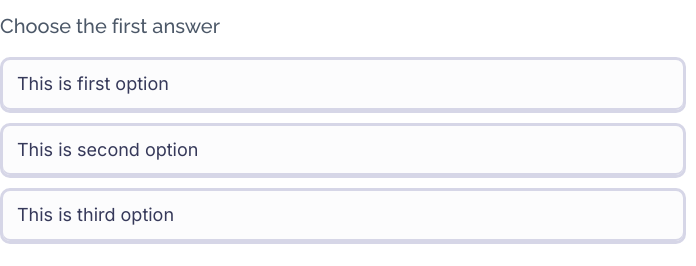 Choose the first answer
This is first option
This is second option
This is third option